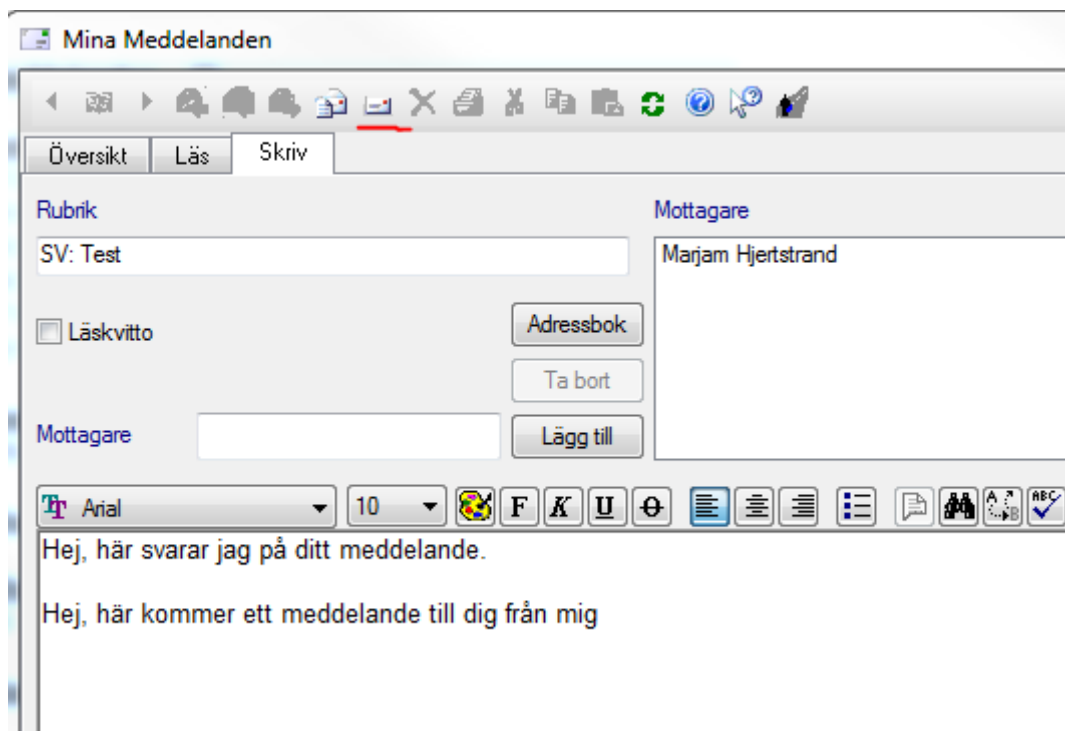 Mina Meddelanden
Översikt
Läs
Skriv
Rubrik
Mottagare
SV: Test
Marjam Hjertstrand
Läskvitto
Adressbok
Ta bort
Mottagare
Lägg till
Arial
10
F K U O
A B
ABC
Hej, här svarar jag på ditt meddelande.
Hej, här kommer ett meddelande till dig från mig